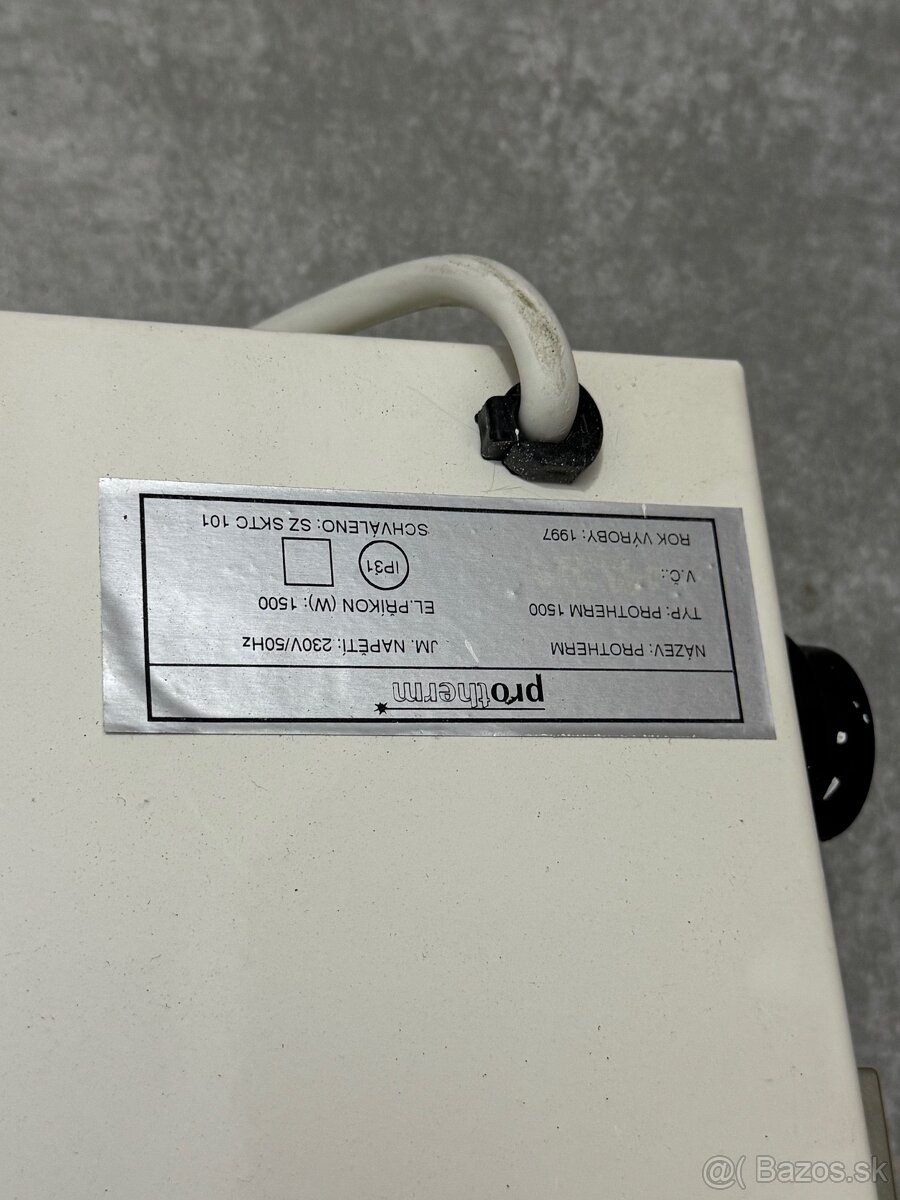 protherm
NÁZEV: PROTHERM JM. NAPĚTÍ: 230V/50Hz
TYP: PROTHERM 1500 EL.PŘÍKON (W): 1500
V.Č.: IP31
ROK VÝROBY: 1997 SCHVÁLENO: SZ SKTC 101
@( Bazos.sk